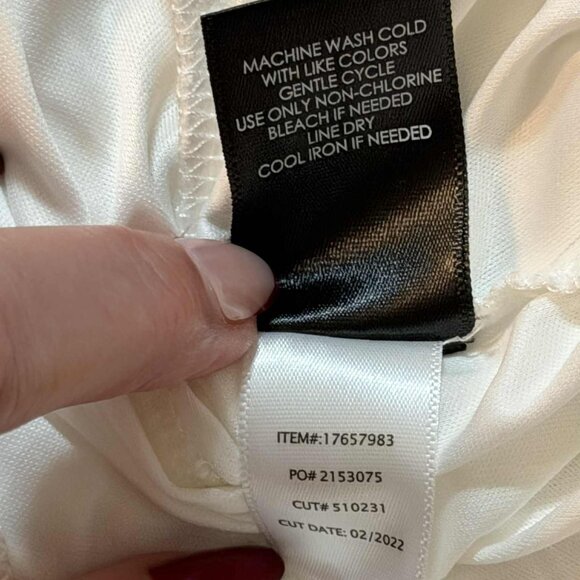 MACHINE WASH COLD
WITH LIKE COLORS
GENTLE CYCLE
USE ONLY NON-CHLORINE
BLEACH IF NEEDED
LINE DRY
COOL IRON IF NEEDED
ITEM#:17657983
PO# 2153075
CUT# 510231
CUT DATE: 02/2022